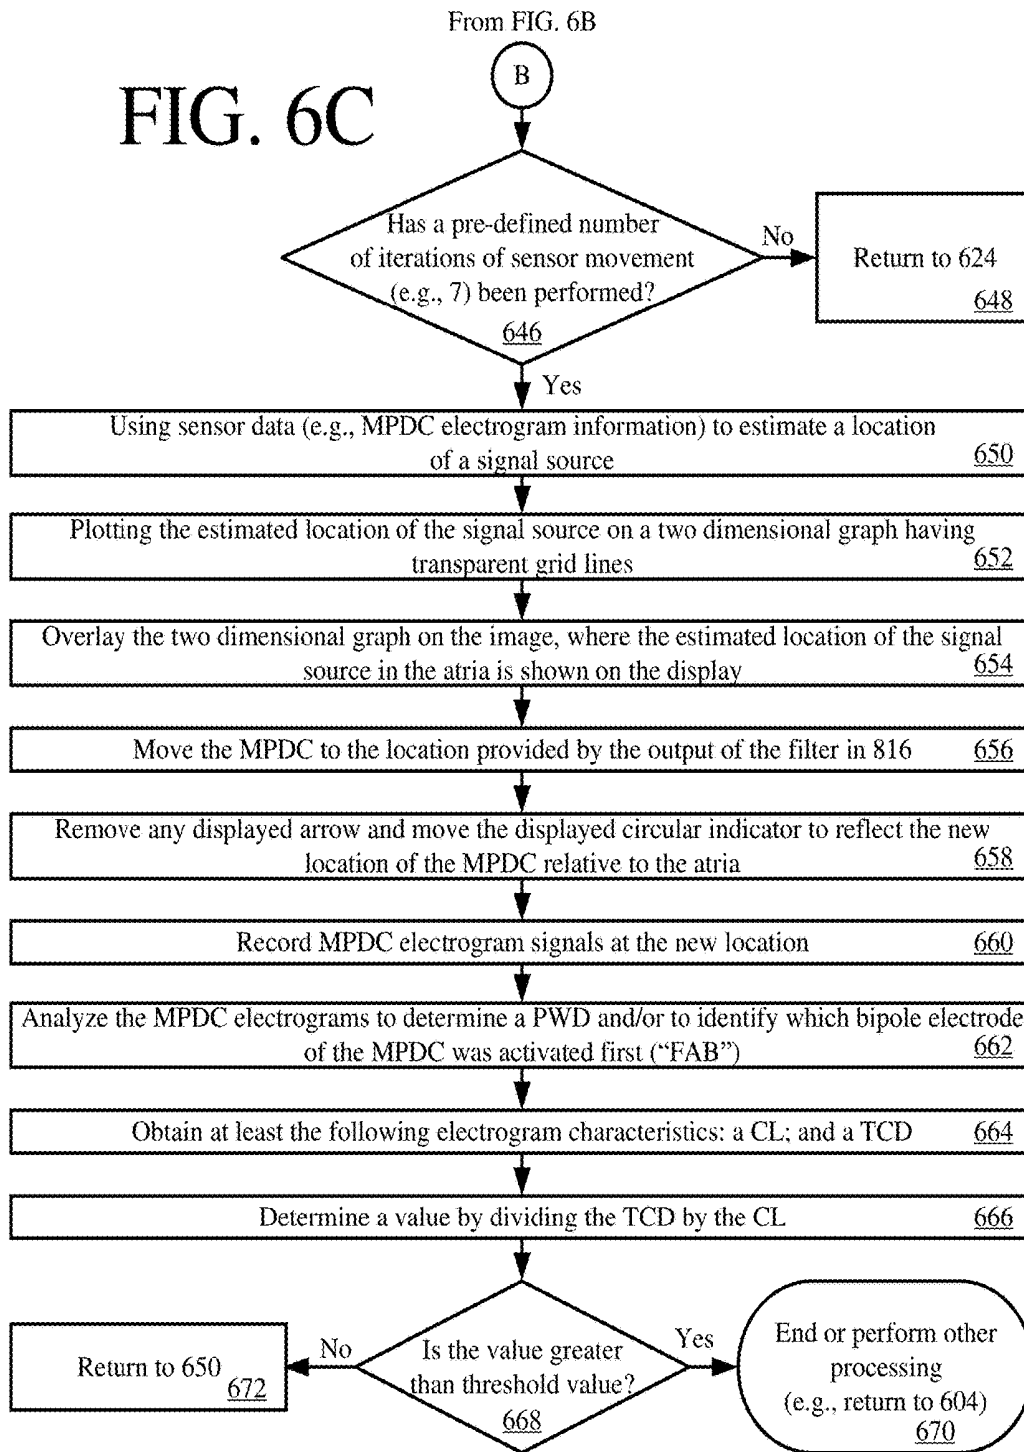 From FIG. 6B
B
FIG. 6C
Has a pre-defined number
of iterations of sensor movement
(e.g., 7) been performed?
646
No
Return to 624
648
Yes
Using sensor data (e.g., MPDC electrogram information) to estimate a location
of a signal source
650
Plotting the estimated location of the signal source on a two dimensional graph having
transparent grid lines
652
Overlay the two dimensional graph on the image, where the estimated location of the signal
source in the atria is shown on the display
654
Move the MPDC to the location provided by the output of the filter in 816
656
Remove any displayed arrow and move the displayed circular indicator to reflect the new
location of the MPDC relative to the atria
658
Record MPDC electrogram signals at the new location
660
Analyze the MPDC electrograms to determine a PWD and/or to identify which bipole electrode
of the MPDC was activated first (“FAB”)
662
Obtain at least the following electrogram characteristics: a CL; and a TCD
664
Determine a value by dividing the TCD by the CL
666
Is the value greater
than threshold value?
668
No
Return to 650
672
Yes
End or perform other
processing
(e.g., return to 604)
670